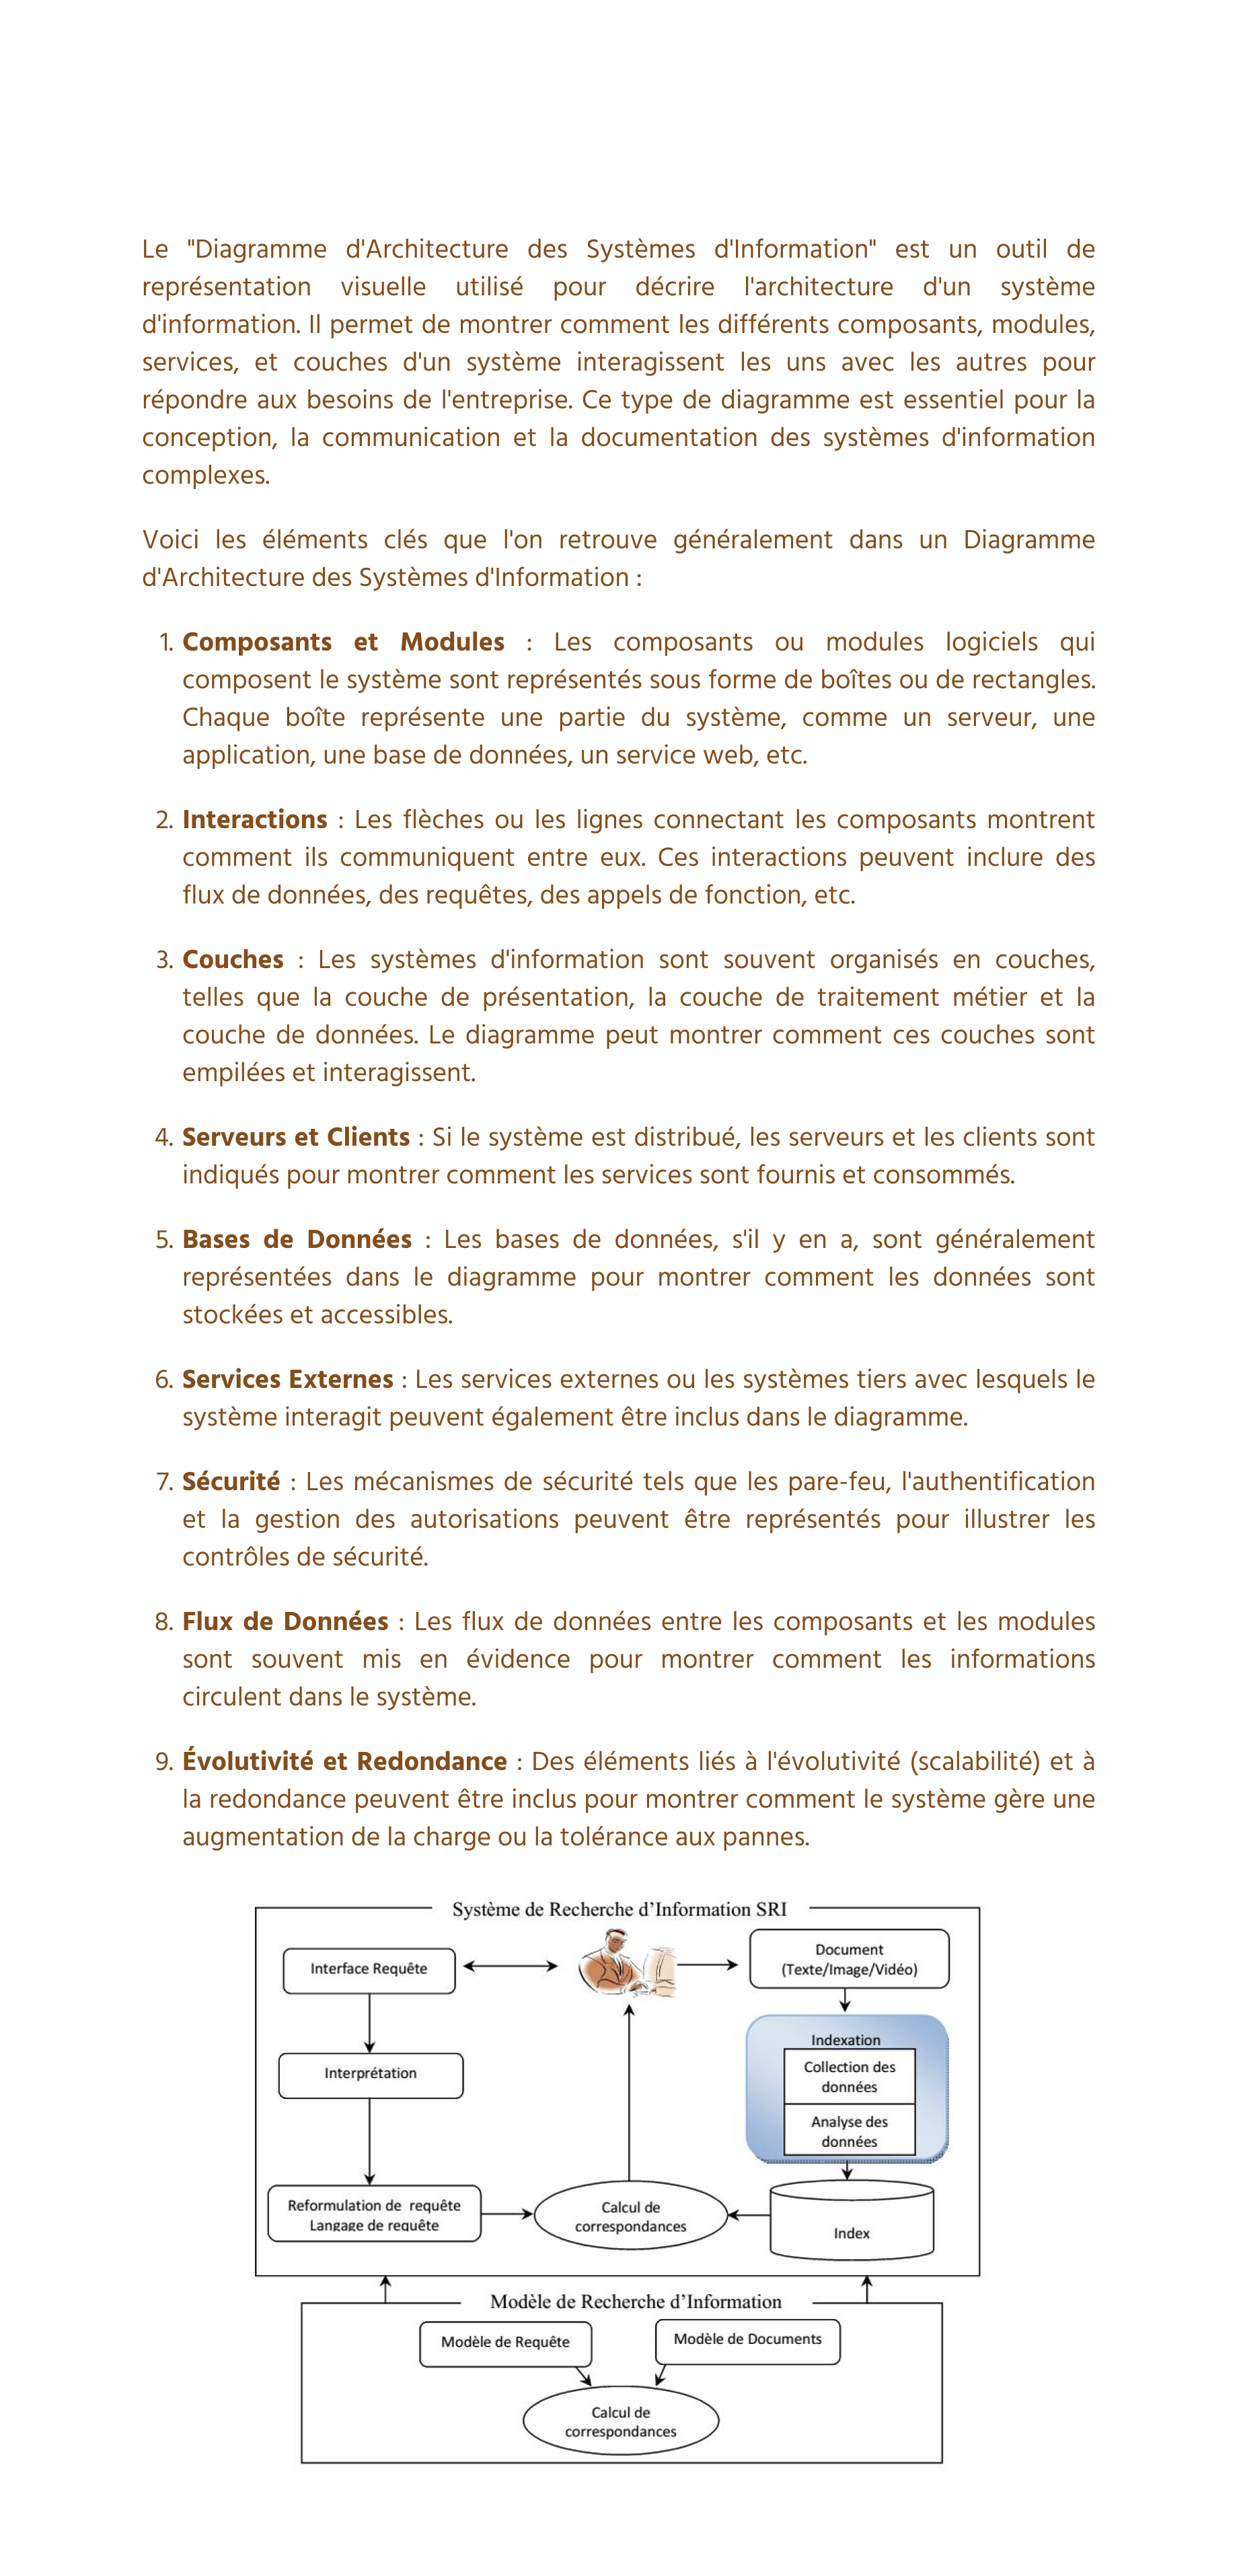 Le "Diagramme d'Architecture des Systèmes d'Information" est un outil de
représentation visuelle utilisé pour décrire l'architecture d'un système
d'information. Il permet de montrer comment les différents composants, modules,
services, et couches d'un système interagissent les uns avec les autres pour
répondre aux besoins de l'entreprise. Ce type de diagramme est essentiel pour la
conception, la communication et la documentation des systèmes d'information
complexes.
Voici les éléments clés que l'on retrouve généralement dans un Diagramme
d'Architecture des Systèmes d'Information :
1. Composants et Modules : Les composants ou modules logiciels qui
composent le système sont représentés sous forme de boîtes ou de rectangles.
Chaque boîte représente une partie du système, comme un serveur, une
application, une base de données, un service web, etc.
2. Interactions : Les flèches ou les lignes connectant les composants montrent
comment ils communiquent entre eux. Ces interactions peuvent inclure des
flux de données, des requêtes, des appels de fonction, etc.
3. Couches : Les systèmes d'information sont souvent organisés en couches,
telles que la couche de présentation, la couche de traitement métier et la
couche de données. Le diagramme peut montrer comment ces couches sont
empilées et interagissent.
4. Serveurs et Clients : Si le système est distribué, les serveurs et les clients sont
indiqués pour montrer comment les services sont fournis et consommés.
5. Bases de Données : Les bases de données, s'il y en a, sont généralement
représentées dans le diagramme pour montrer comment les données sont
stockées et accessibles.
6. Services Externes : Les services externes ou les systèmes tiers avec lesquels le
système interagit peuvent également être inclus dans le diagramme.
7. Sécurité : Les mécanismes de sécurité tels que les pare-feu, l'authentification
et la gestion des autorisations peuvent être représentés pour illustrer les
contrôles de sécurité.
8. Flux de Données : Les flux de données entre les composants et les modules
sont souvent mis en évidence pour montrer comment les informations
circulent dans le système.
9. Évolutivité et Redondance : Des éléments liés à l'évolutivité (scalabilité) et à
la redondance peuvent être inclus pour montrer comment le système gère une
augmentation de la charge ou la tolérance aux pannes.
Système de Recherche d'Information SRI
Interface Requête
Document
(Texte/Image/Vidéo)
Interprétation
Indexation
Collection des
données
Analyse des
données
Reformulation de requête
Langage de requête
Calcul de
correspondances
Index
Modèle de Recherche d'Information
Modèle de Requête
Modèle de Documents
Calcul de
correspondances